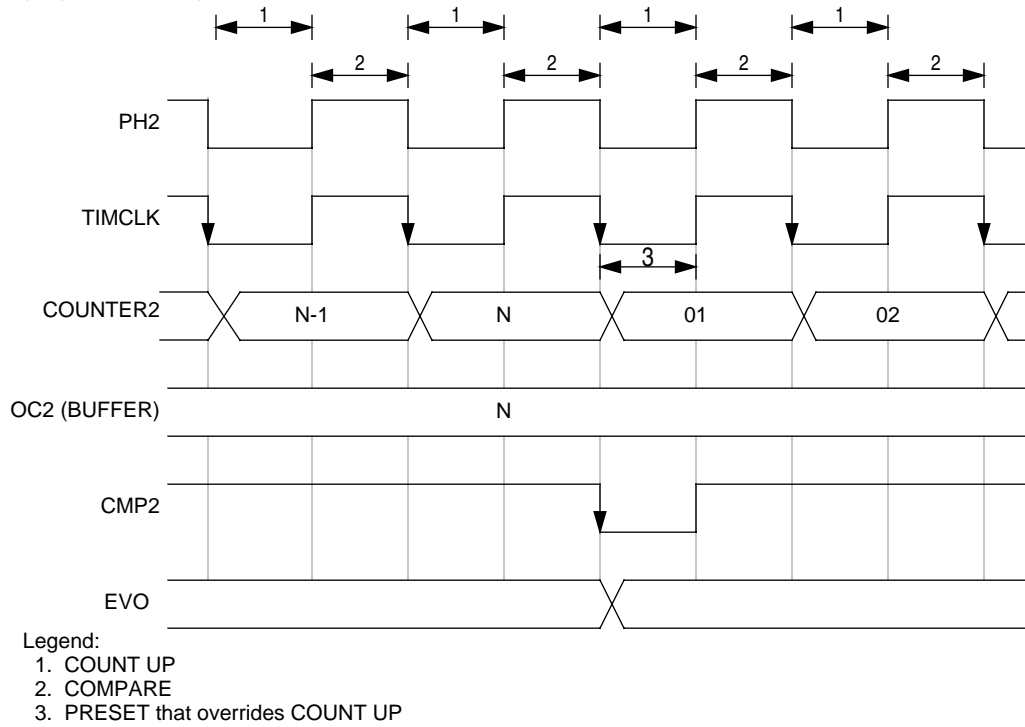 1 1 1 1
2 2 2 2
PH2
TIMCLK
3
COUNTER2 N-1 N 01 02
OC2 (BUFFER) N
CMP2
EVO
Legend:
1. COUNT UP
2. COMPARE
3. PRESET that overrides COUNT UP